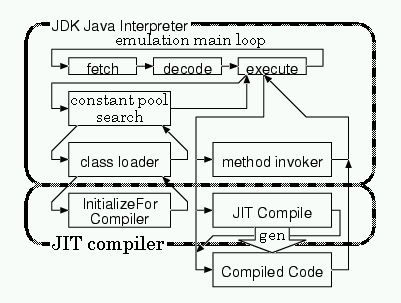 JDK Java Interpreter
emulation main loop
fetch
decode
execute
constant pool
search
class loader
method invoker
InitializeFor
Compiler
JIT Compile
JIT compiler
gen
Compiled Code